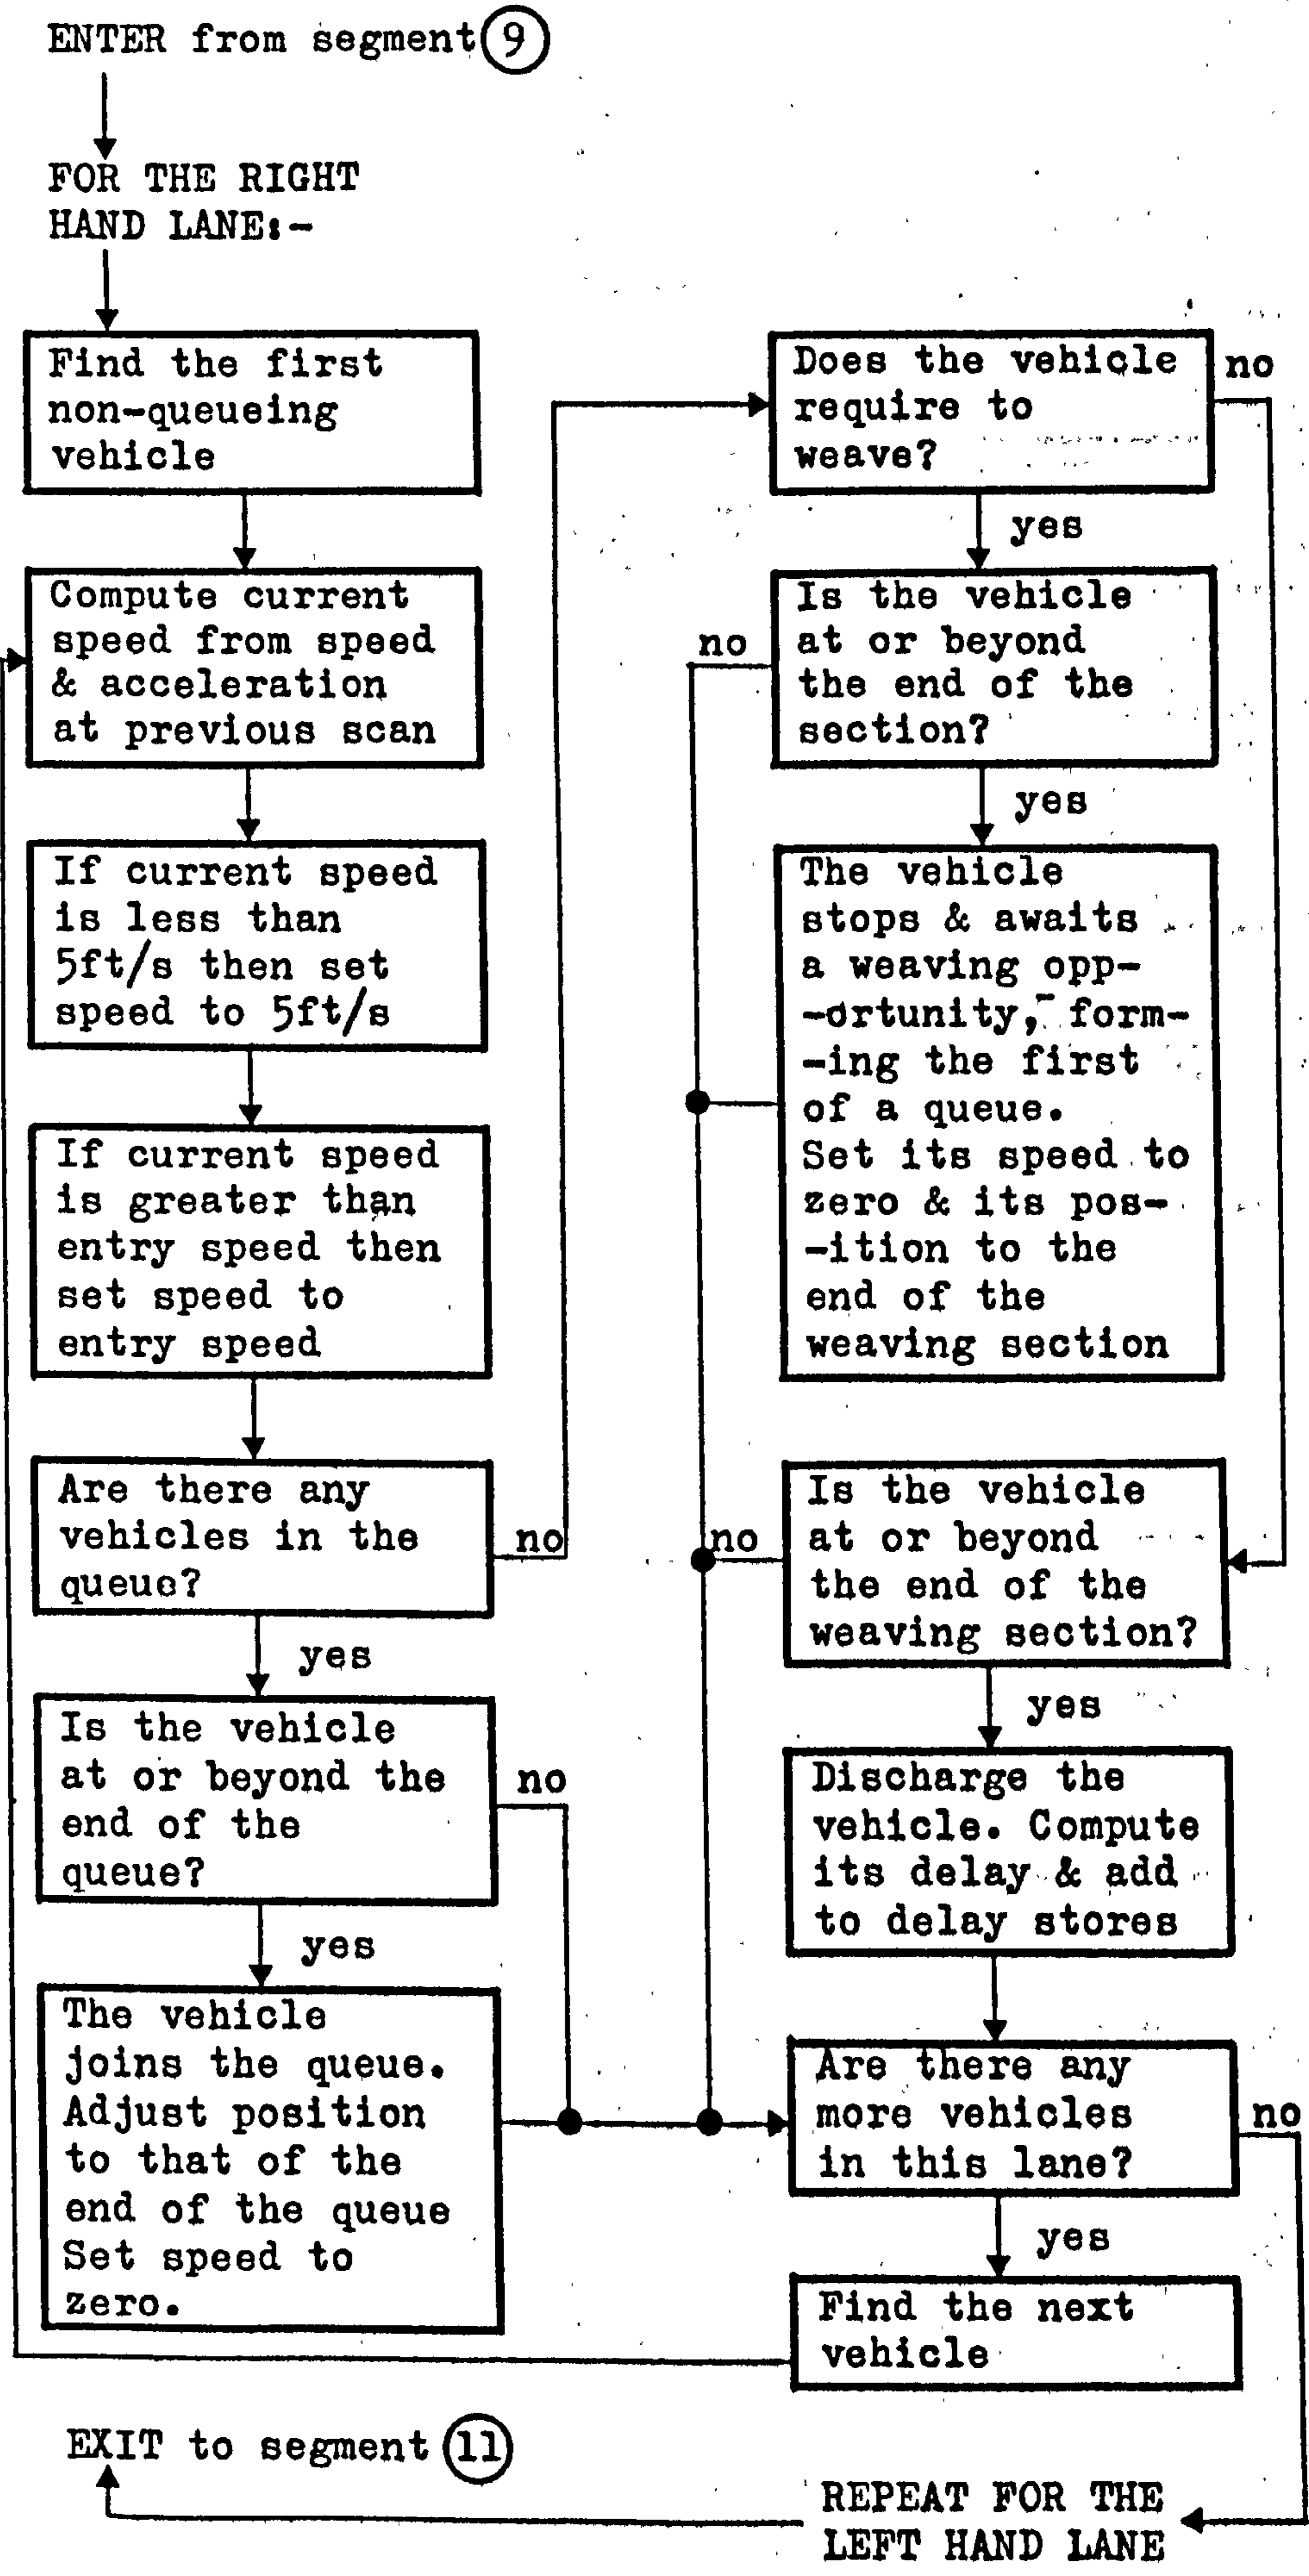 ENTER from segment 9
FOR THE RIGHT
HAND LANE:-
Find the first
non-queueing
vehicle
Compute current
speed from speed
& acceleration
at previous scan
If current speed
is less than
5ft/s then set
speed to 5ft/s
If current speed
is greater than
entry speed then
set speed to
entry speed
Are there any
vehicles in the
queue?
no
yes
Is the vehicle
at or beyond the
end of the
queue?
no
yes
The vehicle
joins the queue.
Adjust position
to that of the
end of the queue
Set speed to
zero.
Does the vehicle
require to
weave?
no
yes
Is the vehicle
at or beyond
the end of the
section?
no
yes
The vehicle
stops & awaits
a weaving opp-
-ortunity, form-
-ing the first
of a queue.
Set its speed to
zero & its pos-
-ition to the
end of the
weaving section
Is the vehicle
at or beyond
the end of the
weaving section?
no
yes
Discharge the
vehicle. Compute
its delay & add
to delay stores
Are there any
more vehicles
in this lane?
no
yes
Find the next
vehicle
REPEAT FOR THE
LEFT HAND LANE
EXIT to segment 11